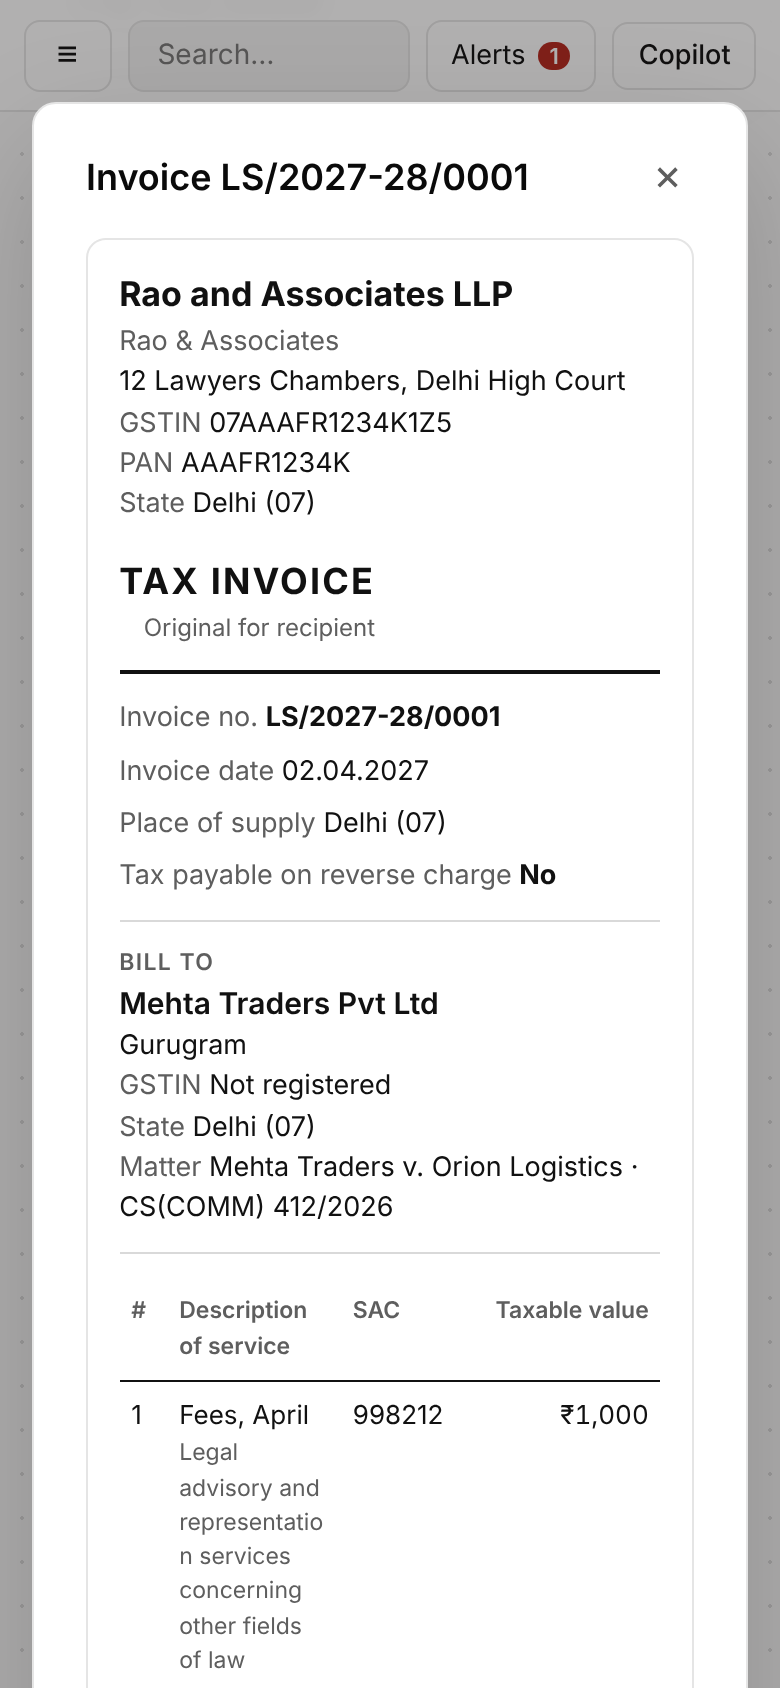 ≡
Search...
Alerts 1
Copilot
Invoice LS/2027-28/0001
×
Rao and Associates LLP
Rao & Associates
12 Lawyers Chambers, Delhi High Court
GSTIN 07AAAFR1234K1Z5
PAN AAAFR1234K
State Delhi (07)
TAX INVOICE
Original for recipient
Invoice no. LS/2027-28/0001
Invoice date 02.04.2027
Place of supply Delhi (07)
Tax payable on reverse charge No
BILL TO
Mehta Traders Pvt Ltd
Gurugram
GSTIN Not registered
State Delhi (07)
Matter Mehta Traders v. Orion Logistics ·
CS(COMM) 412/2026
# Description SAC Taxable value
of service
1 Fees, April 998212 ₹1,000
Legal
advisory and
representatio
n services
concerning
other fields
of law